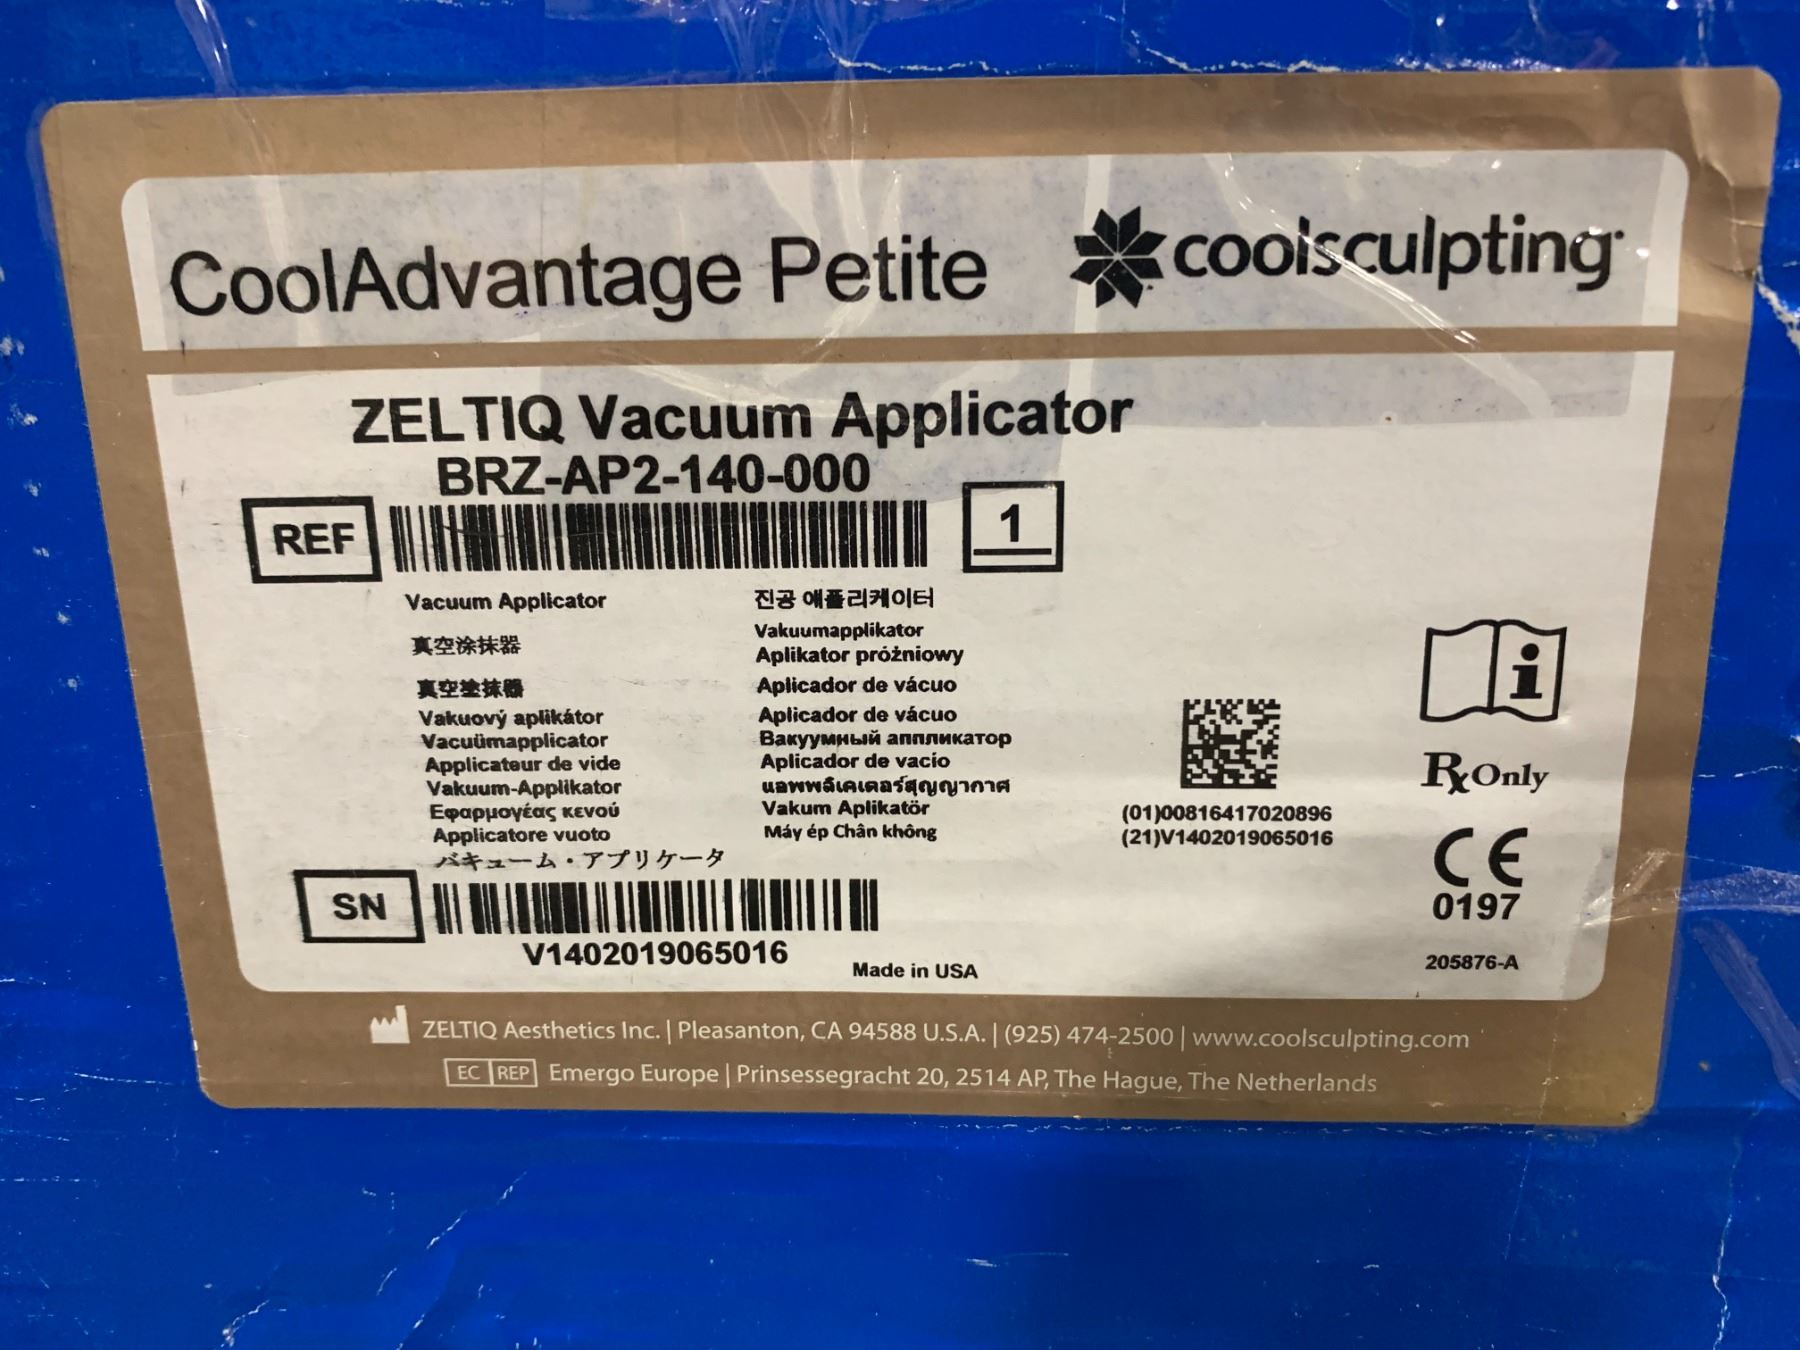 CoolAdvantage Petite
coolsculpting
ZELTIQ Vacuum Applicator
BRZ-AP2-140-000
REF
1
Vacuum Applicator
真空涂抹器
真空塗抹器
Vakuový aplikátor
Vacuümapplicator
Applicateur de vide
Vakuum-Applikator
Εφαρμογέας κενού
Applicatore vuoto
バキューム・アプリケータ
진공 애플리케이터
Vakuumapplikator
Aplikator próżniowy
Aplicador de vácuo
Aplicador de vácuo
Вакуумный аппликатор
Aplicador de vacío
แอพพลิเคเตอร์สุญญากาศ
Vakum Aplikatör
Máy ép Chân không
(01)00816417020896
(21)V1402019065016
i
Rx Only
CE
0197
205876-A
SN
V1402019065016
Made in USA
ZELTIQ Aesthetics Inc. | Pleasanton, CA 94588 U.S.A. | (925) 474-2500 | www.coolsculpting.com
EC REP Emergo Europe | Prinsessegracht 20, 2514 AP, The Hague, The Netherlands